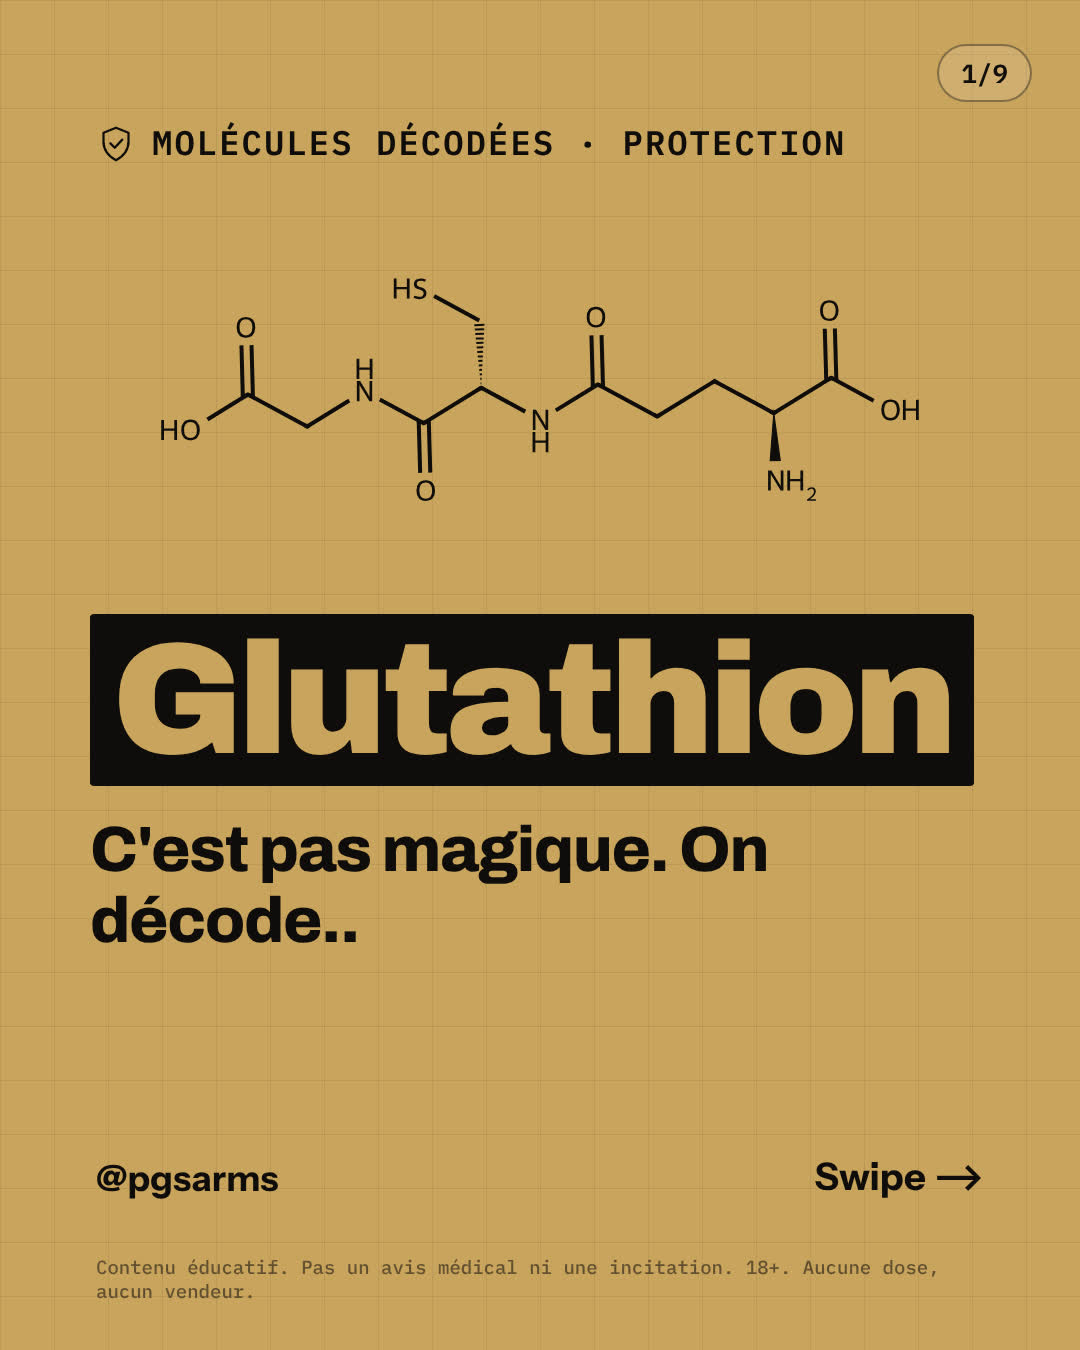 1/9
MOLÉCULES DÉCODÉES · PROTECTION
HS
O
O
O
H
N
HO
OH
N
H
NH₂
O
Glutathion
C'est pas magique. On
décode..
@pgsarms
Swipe →
Contenu éducatif. Pas un avis médical ni une incitation. 18+. Aucune dose,
aucun vendeur.